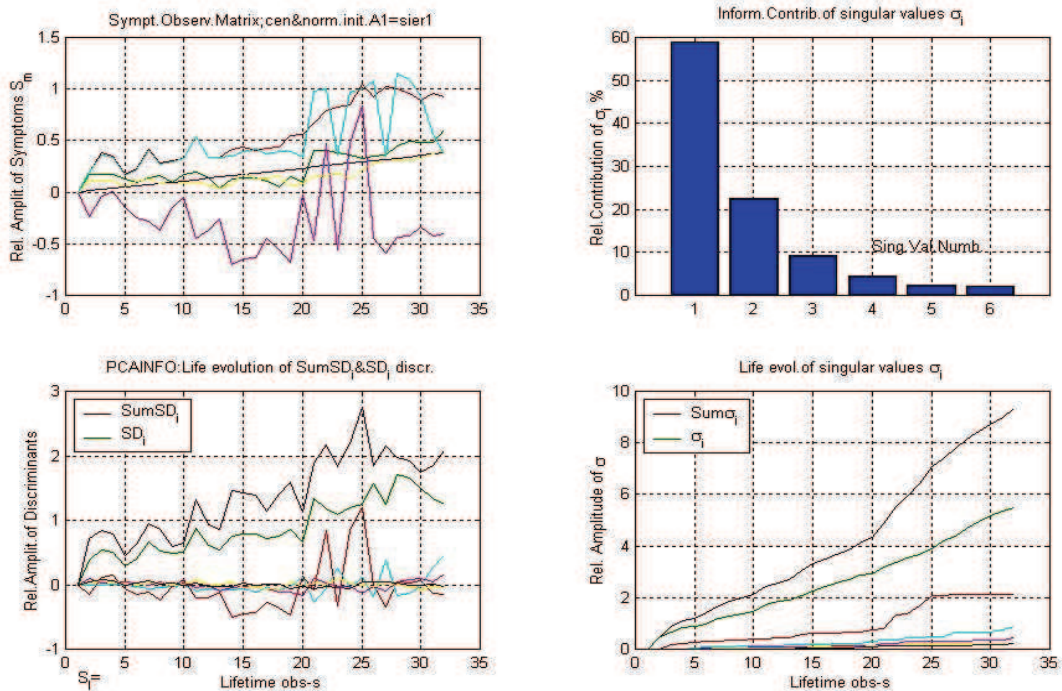 Sympt.Observ.Matrix;cen&norm.init.A1=sier1
Rel. Amplit of Symptoms S_m
1.5
1
0.5
0
-0.5
-1
0 5 10 15 20 25 30 35
Inform.Contrib.of singular values σ_i
Rel.Contribution of σ_i %
60
50
40
30
20
10
0
Sing.Val.Numb.
1 2 3 4 5 6
PCAINFO:Life evolution of SumSD_i&SD_i discr.
Rel.Amplit of Discriminants
3
2
1
0
-1
SumSD_i
SD_i
0 5 10 15 20 25 30 35
S_i=
Lifetime obs-s
Life evol.of singular values σ_i
Rel. Amplitude of σ
10
8
6
4
2
0
Sumσ_i
σ_i
0 5 10 15 20 25 30 35
Lifetime obs-s